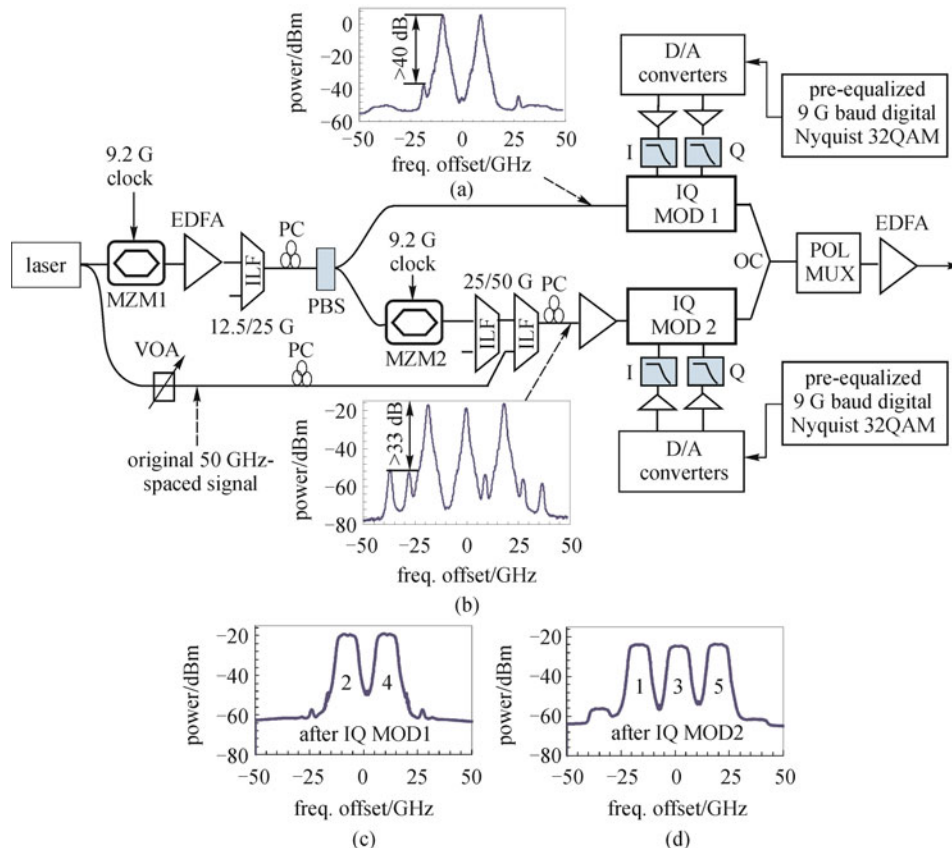 power/dBm
0
−20
−40
−60
>40 dB
−50
−25
0
25
50
freq. offset/GHz
(a)
D/A
converters
pre-equalized
9 G baud digital
Nyquist 32QAM
I
Q
IQ
MOD 1
9.2 G
clock
laser
MZM1
EDFA
ILF
12.5/25 G
PC
PBS
9.2 G
clock
MZM2
25/50 G
ILF
ILF
PC
OC
POL
MUX
EDFA
IQ
MOD 2
I
Q
D/A
converters
pre-equalized
9 G baud digital
Nyquist 32QAM
VOA
PC
original 50 GHz-
spaced signal
power/dBm
−20
−40
−60
−80
>33 dB
−50
−25
0
25
50
freq. offset/GHz
(b)
power/dBm
−20
−40
−60
−80
2
4
after IQ MOD1
−50
−25
0
25
50
freq. offset/GHz
(c)
power/dBm
−20
−40
−60
−80
1
3
5
after IQ MOD2
−50
−25
0
25
50
freq. offset/GHz
(d)